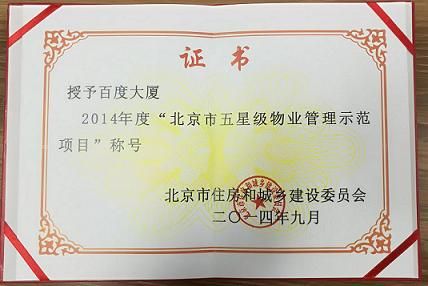 证书
授予百度大厦
2014年度“北京市五星级物业管理示范
项目”称号
北京市住房和城乡建设委员会
二〇一四年九月